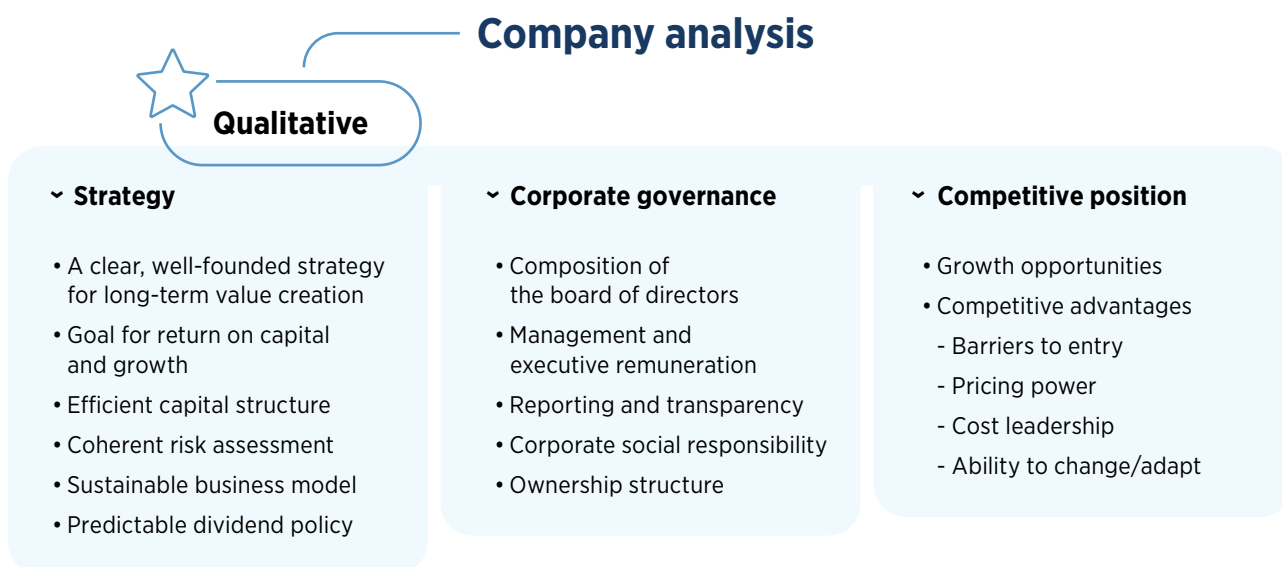 Company analysis
Qualitative
Strategy
• A clear, well-founded strategy
for long-term value creation
• Goal for return on capital
and growth
• Efficient capital structure
• Coherent risk assessment
• Sustainable business model
• Predictable dividend policy
Corporate governance
• Composition of
the board of directors
• Management and
executive remuneration
• Reporting and transparency
• Corporate social responsibility
• Ownership structure
Competitive position
• Growth opportunities
• Competitive advantages
- Barriers to entry
- Pricing power
- Cost leadership
- Ability to change/adapt